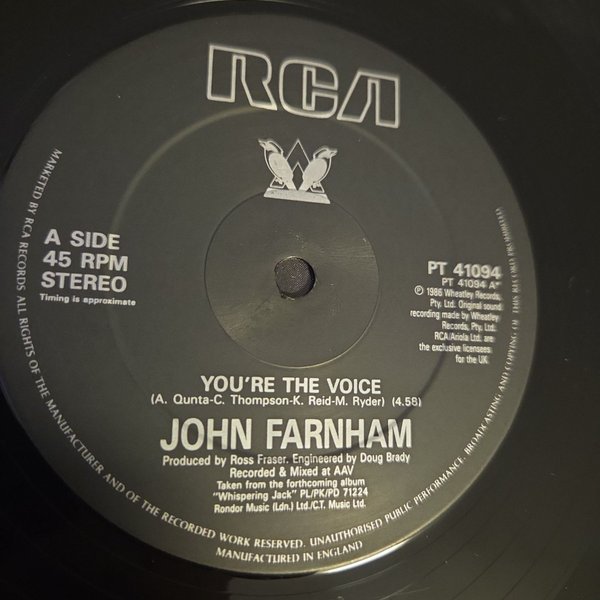 RCA
A SIDE
45 RPM
STEREO
Timing is approximate
PT 41094
PT 41094 A
℗ 1986 Wheatley Records,
Pty. Ltd. Original sound
recording made by Wheatley
Records, Pty. Ltd.
RCA/Ariola Ltd. are
the exclusive licensees
for the UK
YOU'RE THE VOICE
(A. Qunta-C. Thompson-K. Reid-M. Ryder) (4.58)
JOHN FARNHAM
Produced by Ross Fraser. Engineered by Doug Brady
Recorded & Mixed at AAV
Taken from the forthcoming album
"Whispering Jack" PL/PK/PD 71224
Rondor Music (Ldn.) Ltd./C.T. Music Ltd.
MARKETED BY RCA RECORDS ALL RIGHTS OF THE MANUFACTURER AND OF THE RECORDED WORK RESERVED. UNAUTHORISED PUBLIC PERFORMANCE, BROADCASTING AND COPYING OF THIS RECORD PROHIBITED
MANUFACTURED IN ENGLAND